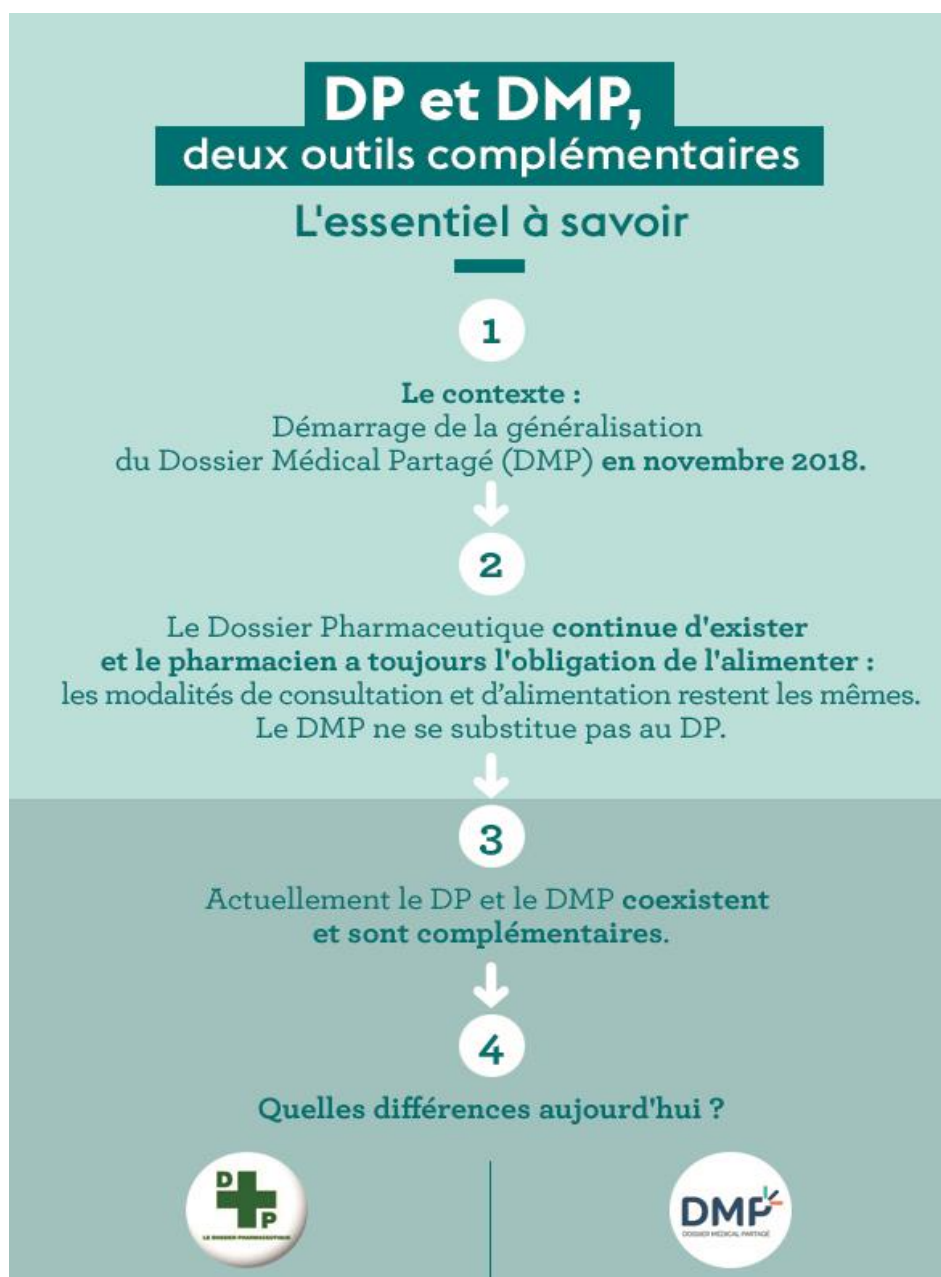 DP et DMP,
deux outils complémentaires
L'essentiel à savoir
1
Le contexte :
Démarrage de la généralisation
du Dossier Médical Partagé (DMP) en novembre 2018.
2
Le Dossier Pharmaceutique continue d'exister
et le pharmacien a toujours l'obligation de l'alimenter :
les modalités de consultation et d’alimentation restent les mêmes.
Le DMP ne se substitue pas au DP.
3
Actuellement le DP et le DMP coexistent
et sont complémentaires.
4
Quelles différences aujourd'hui ?
D
P
LE DOSSIER PHARMACEUTIQUE
DMP
DOSSIER MÉDICAL PARTAGÉ